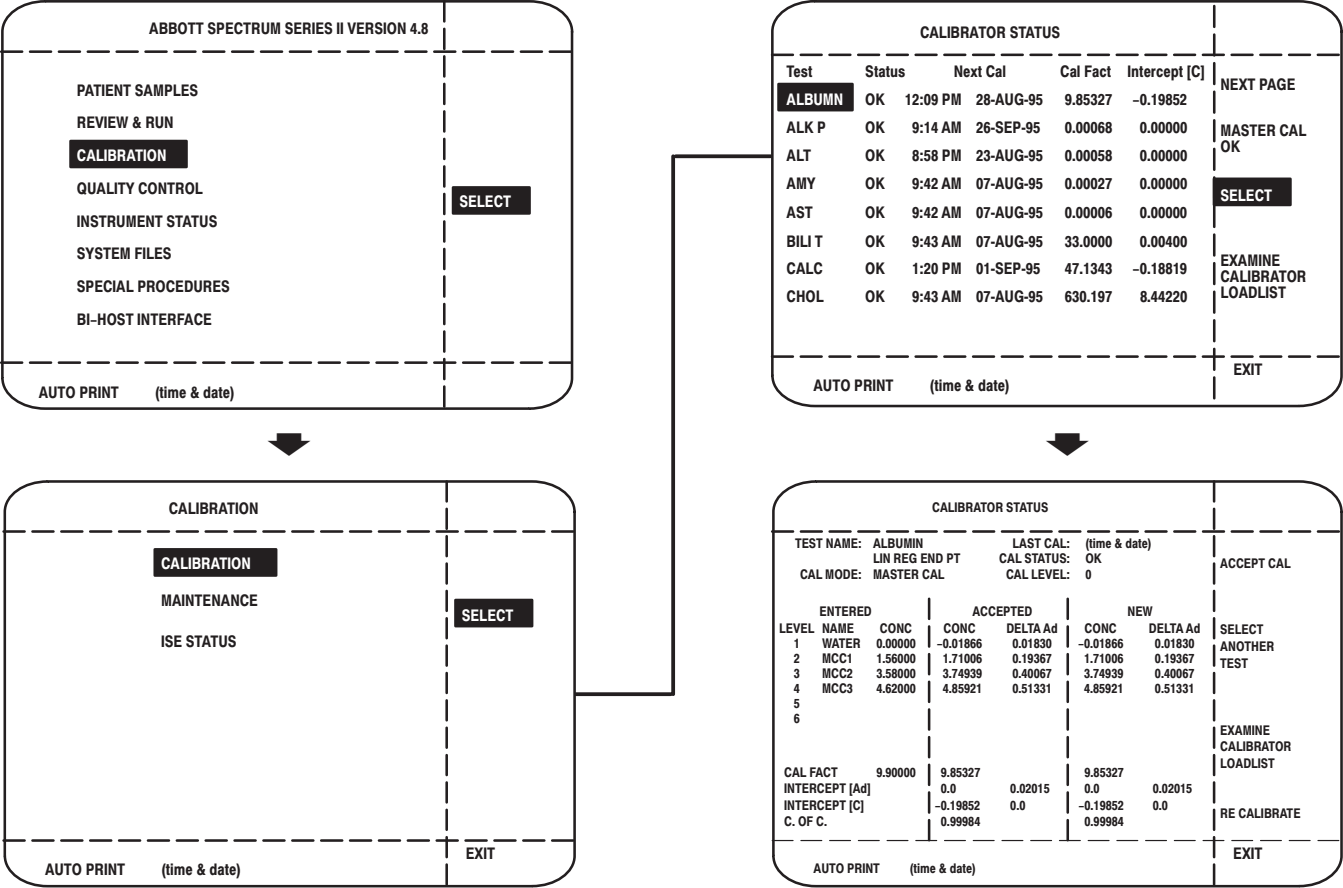 ABBOTT SPECTRUM SERIES II VERSION 4.8
PATIENT SAMPLES
REVIEW & RUN
CALIBRATION
QUALITY CONTROL
SELECT
INSTRUMENT STATUS
SYSTEM FILES
SPECIAL PROCEDURES
BI-HOST INTERFACE
AUTO PRINT (time & date)
CALIBRATION
CALIBRATION
MAINTENANCE
SELECT
ISE STATUS
EXIT
AUTO PRINT (time & date)
CALIBRATOR STATUS
Test Status Next Cal Cal Fact Intercept [C]
NEXT PAGE
ALBUMN OK 12:09 PM 28-AUG-95 9.85327 -0.19852
ALK P OK 9:14 AM 26-SEP-95 0.00068 0.00000
MASTER CAL
OK
ALT OK 8:58 PM 23-AUG-95 0.00058 0.00000
AMY OK 9:42 AM 07-AUG-95 0.00027 0.00000
SELECT
AST OK 9:42 AM 07-AUG-95 0.00006 0.00000
BILI T OK 9:43 AM 07-AUG-95 33.0000 0.00400
CALC OK 1:20 PM 01-SEP-95 47.1343 -0.18819
CHOL OK 9:43 AM 07-AUG-95 630.197 8.44220
EXAMINE
CALIBRATOR
LOADLIST
EXIT
AUTO PRINT (time & date)
CALIBRATOR STATUS
TEST NAME: ALBUMIN LAST CAL: (time & date)
LIN REG END PT CAL STATUS: OK
CAL MODE: MASTER CAL CAL LEVEL: 0
ACCEPT CAL
ENTERED ACCEPTED NEW
LEVEL NAME CONC CONC DELTA Ad CONC DELTA Ad
1 WATER 0.00000 -0.01866 0.01830 -0.01866 0.01830
2 MCC1 1.56000 1.71006 0.19367 1.71006 0.19367
3 MCC2 3.58000 3.74939 0.40067 3.74939 0.40067
4 MCC3 4.62000 4.85921 0.51331 4.85921 0.51331
5
6
SELECT
ANOTHER
TEST
EXAMINE
CALIBRATOR
LOADLIST
CAL FACT 9.90000 9.85327 9.85327
INTERCEPT [Ad] 0.0 0.02015 0.0 0.02015
INTERCEPT [C] -0.19852 0.0 -0.19852 0.0
C. OF C. 0.99984 0.99984
RE CALIBRATE
EXIT
AUTO PRINT (time & date)